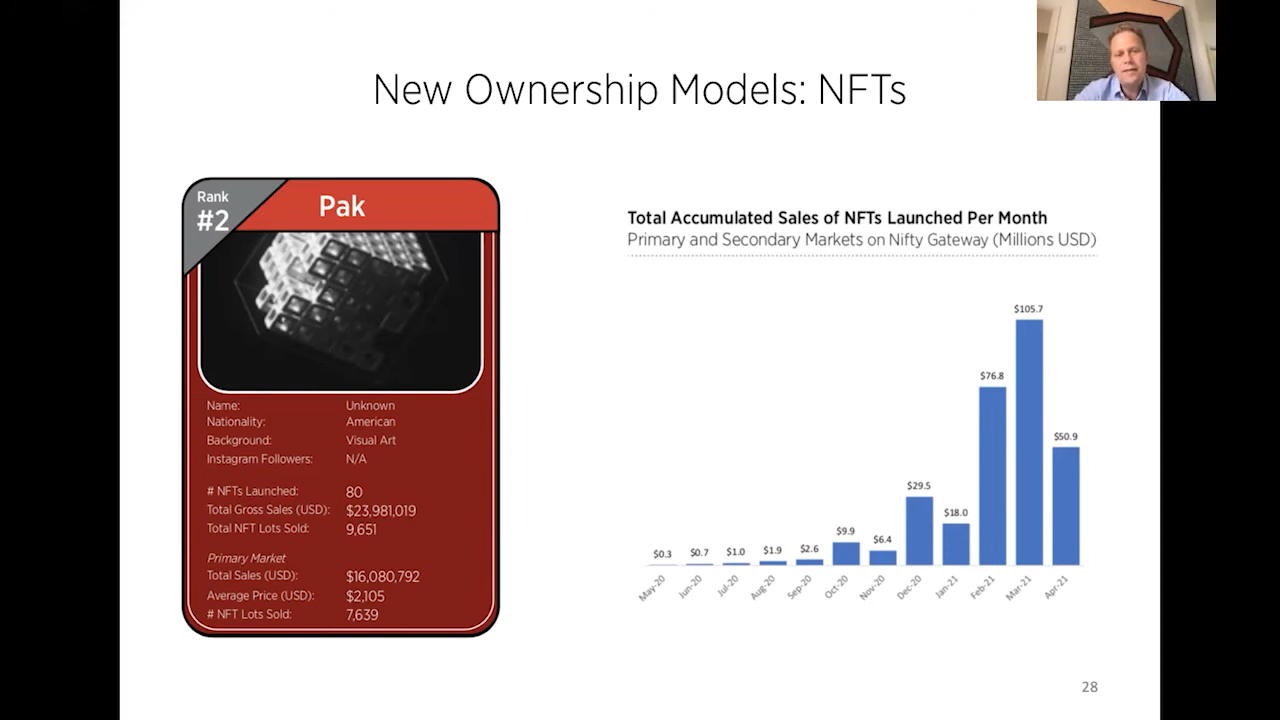 New Ownership Models: NFTs
Rank
#2
Pak
Name: Unknown
Nationality: American
Background: Visual Art
Instagram Followers: N/A
# NFTs Launched: 80
Total Gross Sales (USD): $23,981,019
Total NFT Lots Sold: 9,651
Primary Market
Total Sales (USD): $16,080,792
Average Price (USD): $2,105
# NFT Lots Sold: 7,639
Total Accumulated Sales of NFTs Launched Per Month
Primary and Secondary Markets on Nifty Gateway (Millions USD)
$0.3 $0.7 $1.0 $1.9 $2.6 $9.9 $6.4 $29.5 $18.0 $76.8 $105.7 $50.9
May-20 Jun-20 Jul-20 Aug-20 Sep-20 Oct-20 Nov-20 Dec-20 Jan-21 Feb-21 Mar-21 Apr-21
28